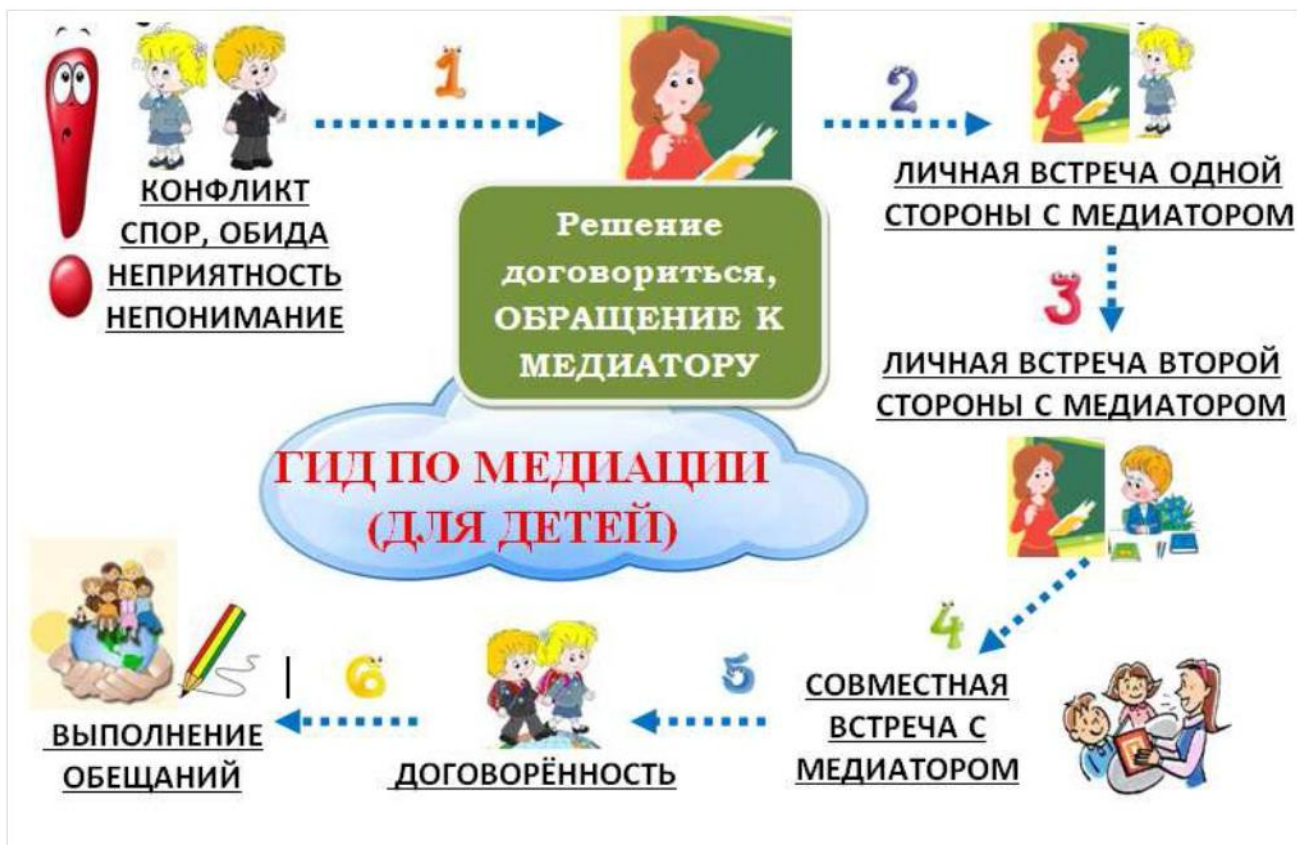 1
2
КОНФЛИКТ
СПОР, ОБИДА
НЕПРИЯТНОСТЬ
НЕПОНИМАНИЕ
Решение
договориться,
ОБРАЩЕНИЕ К
МЕДИАТОРУ
ЛИЧНАЯ ВСТРЕЧА ОДНОЙ
СТОРОНЫ С МЕДИАТОРОМ
3
ЛИЧНАЯ ВСТРЕЧА ВТОРОЙ
СТОРОНЫ С МЕДИАТОРОМ
ГИД ПО МЕДИАЦИИ
(ДЛЯ ДЕТЕЙ)
4
СОВМЕСТНАЯ
ВСТРЕЧА С
МЕДИАТОРОМ
5
ДОГОВОРЁННОСТЬ
6
ВЫПОЛНЕНИЕ
ОБЕЩАНИЙ